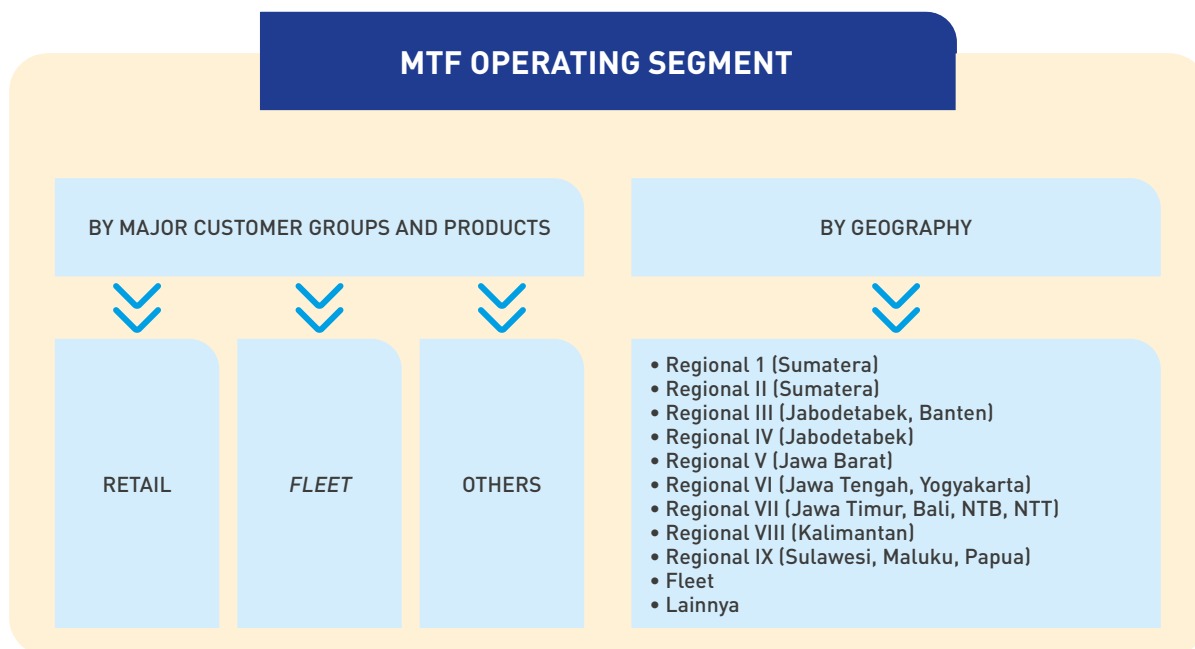 MTF OPERATING SEGMENT
BY MAJOR CUSTOMER GROUPS AND PRODUCTS
RETAIL
FLEET
OTHERS
BY GEOGRAPHY
• Regional 1 (Sumatera)
• Regional II (Sumatera)
• Regional III (Jabodetabek, Banten)
• Regional IV (Jabodetabek)
• Regional V (Jawa Barat)
• Regional VI (Jawa Tengah, Yogyakarta)
• Regional VII (Jawa Timur, Bali, NTB, NTT)
• Regional VIII (Kalimantan)
• Regional IX (Sulawesi, Maluku, Papua)
• Fleet
• Lainnya